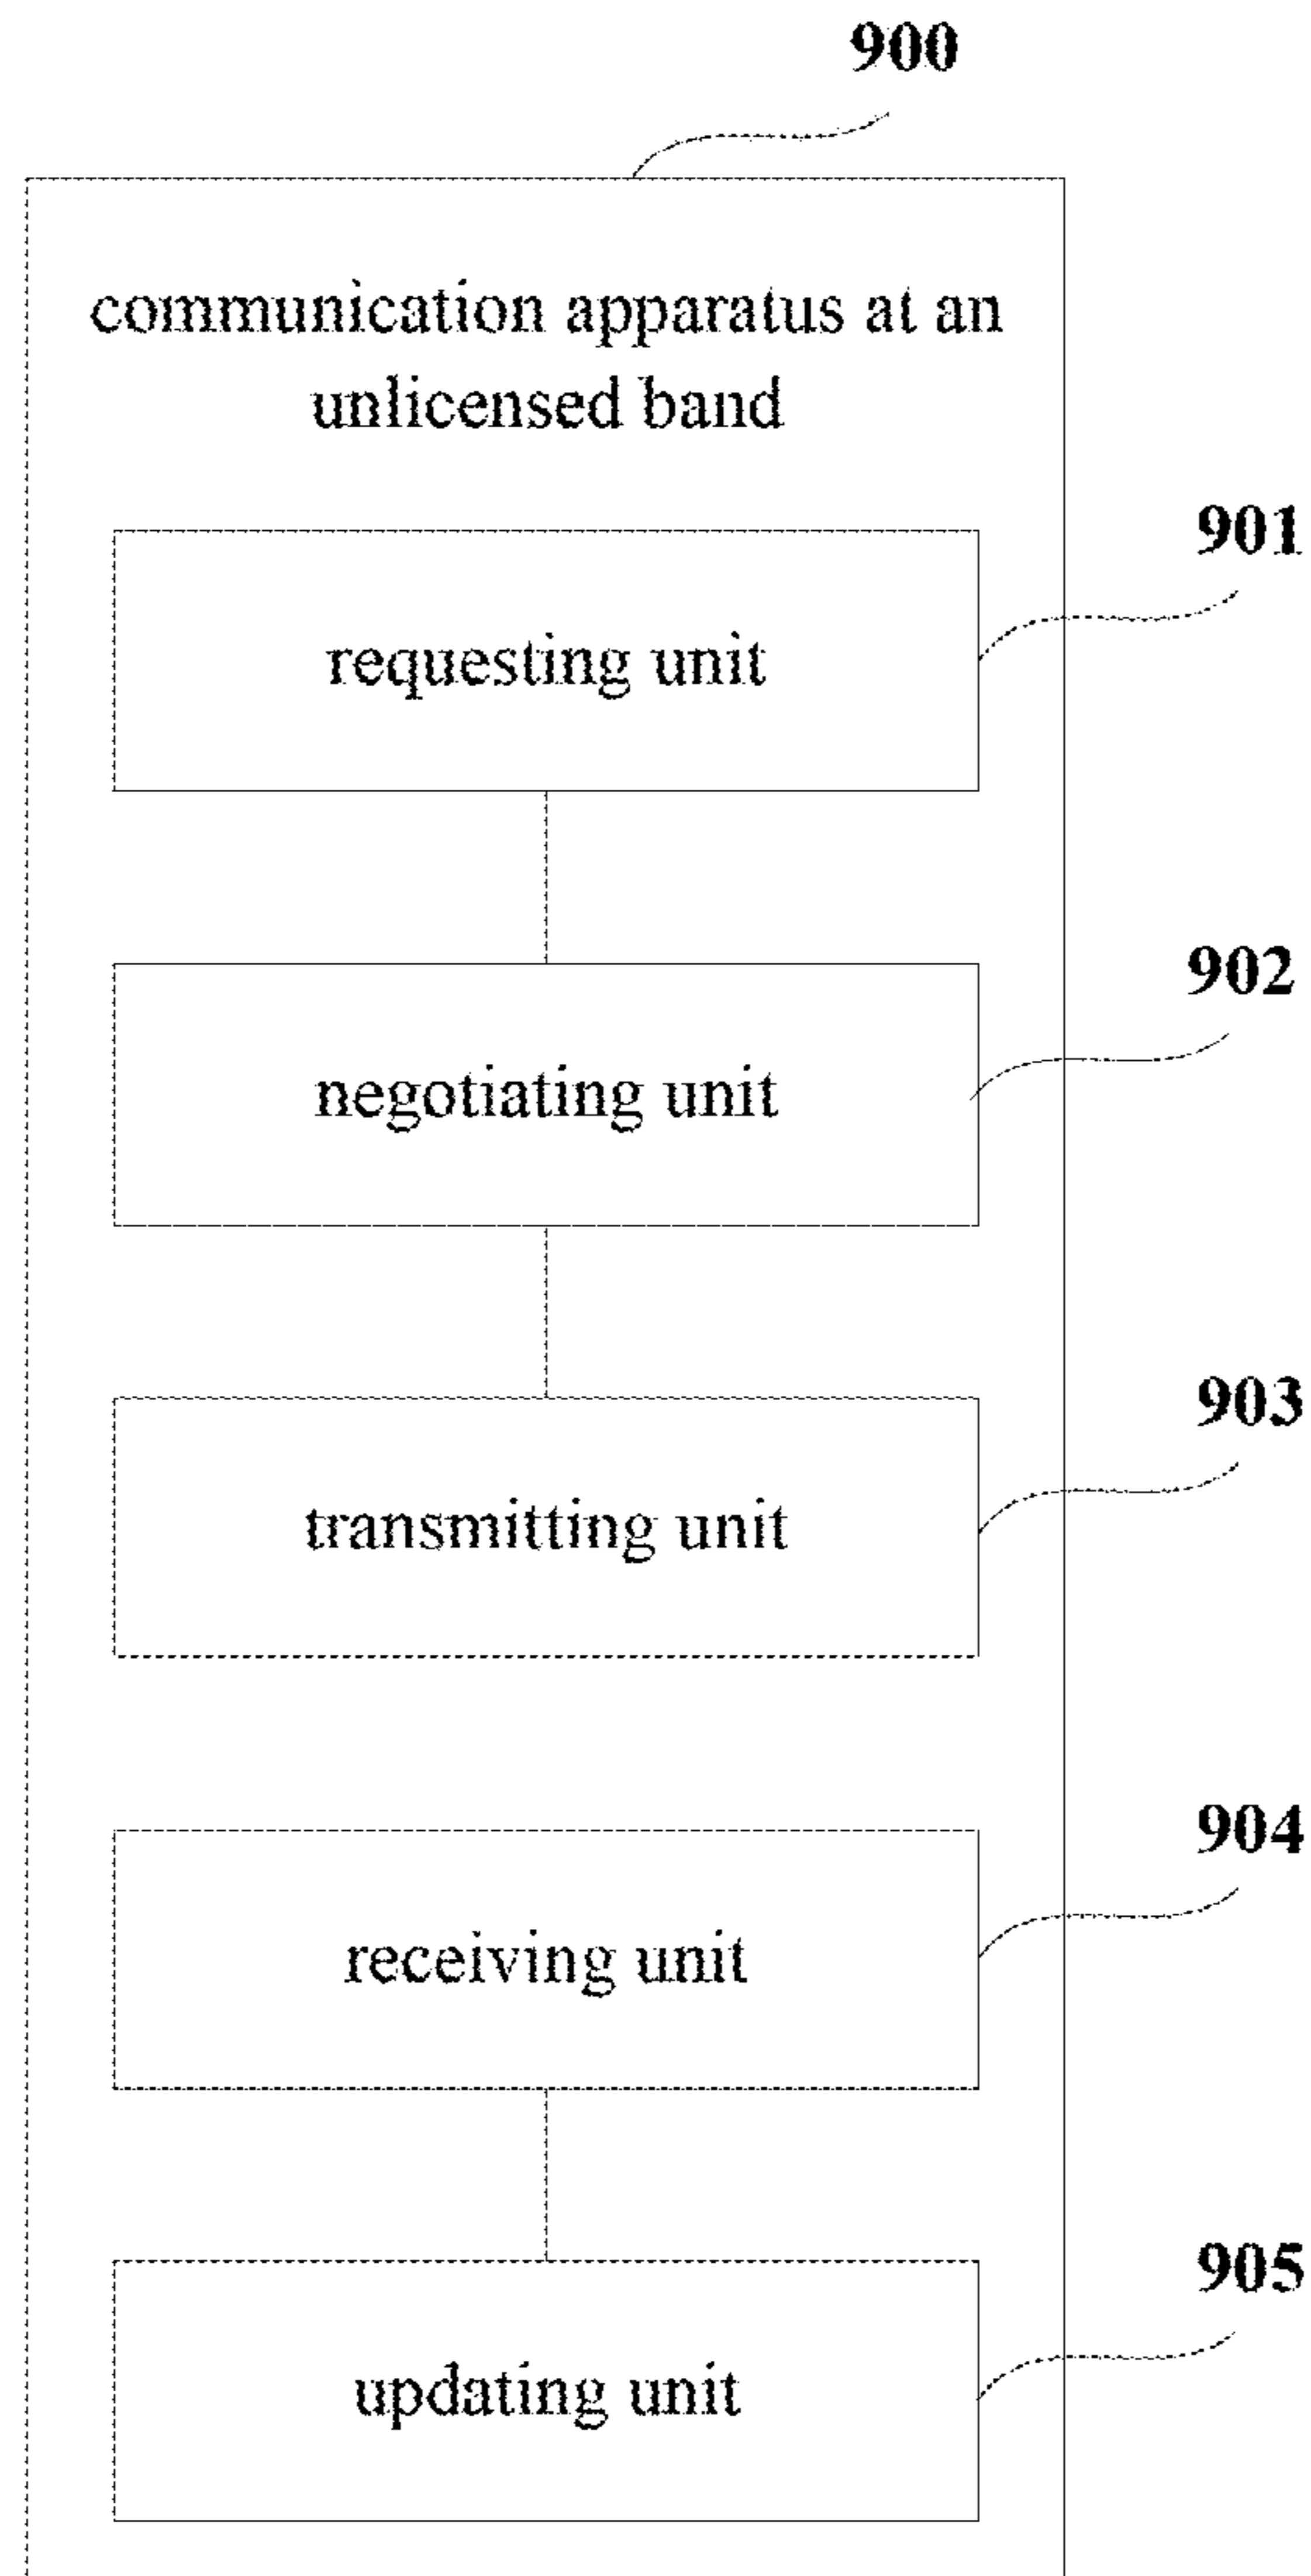 900
communication apparatus at an
unlicensed band
901
requesting unit
902
negotiating unit
903
transmitting unit
904
receiving unit
905
updating unit